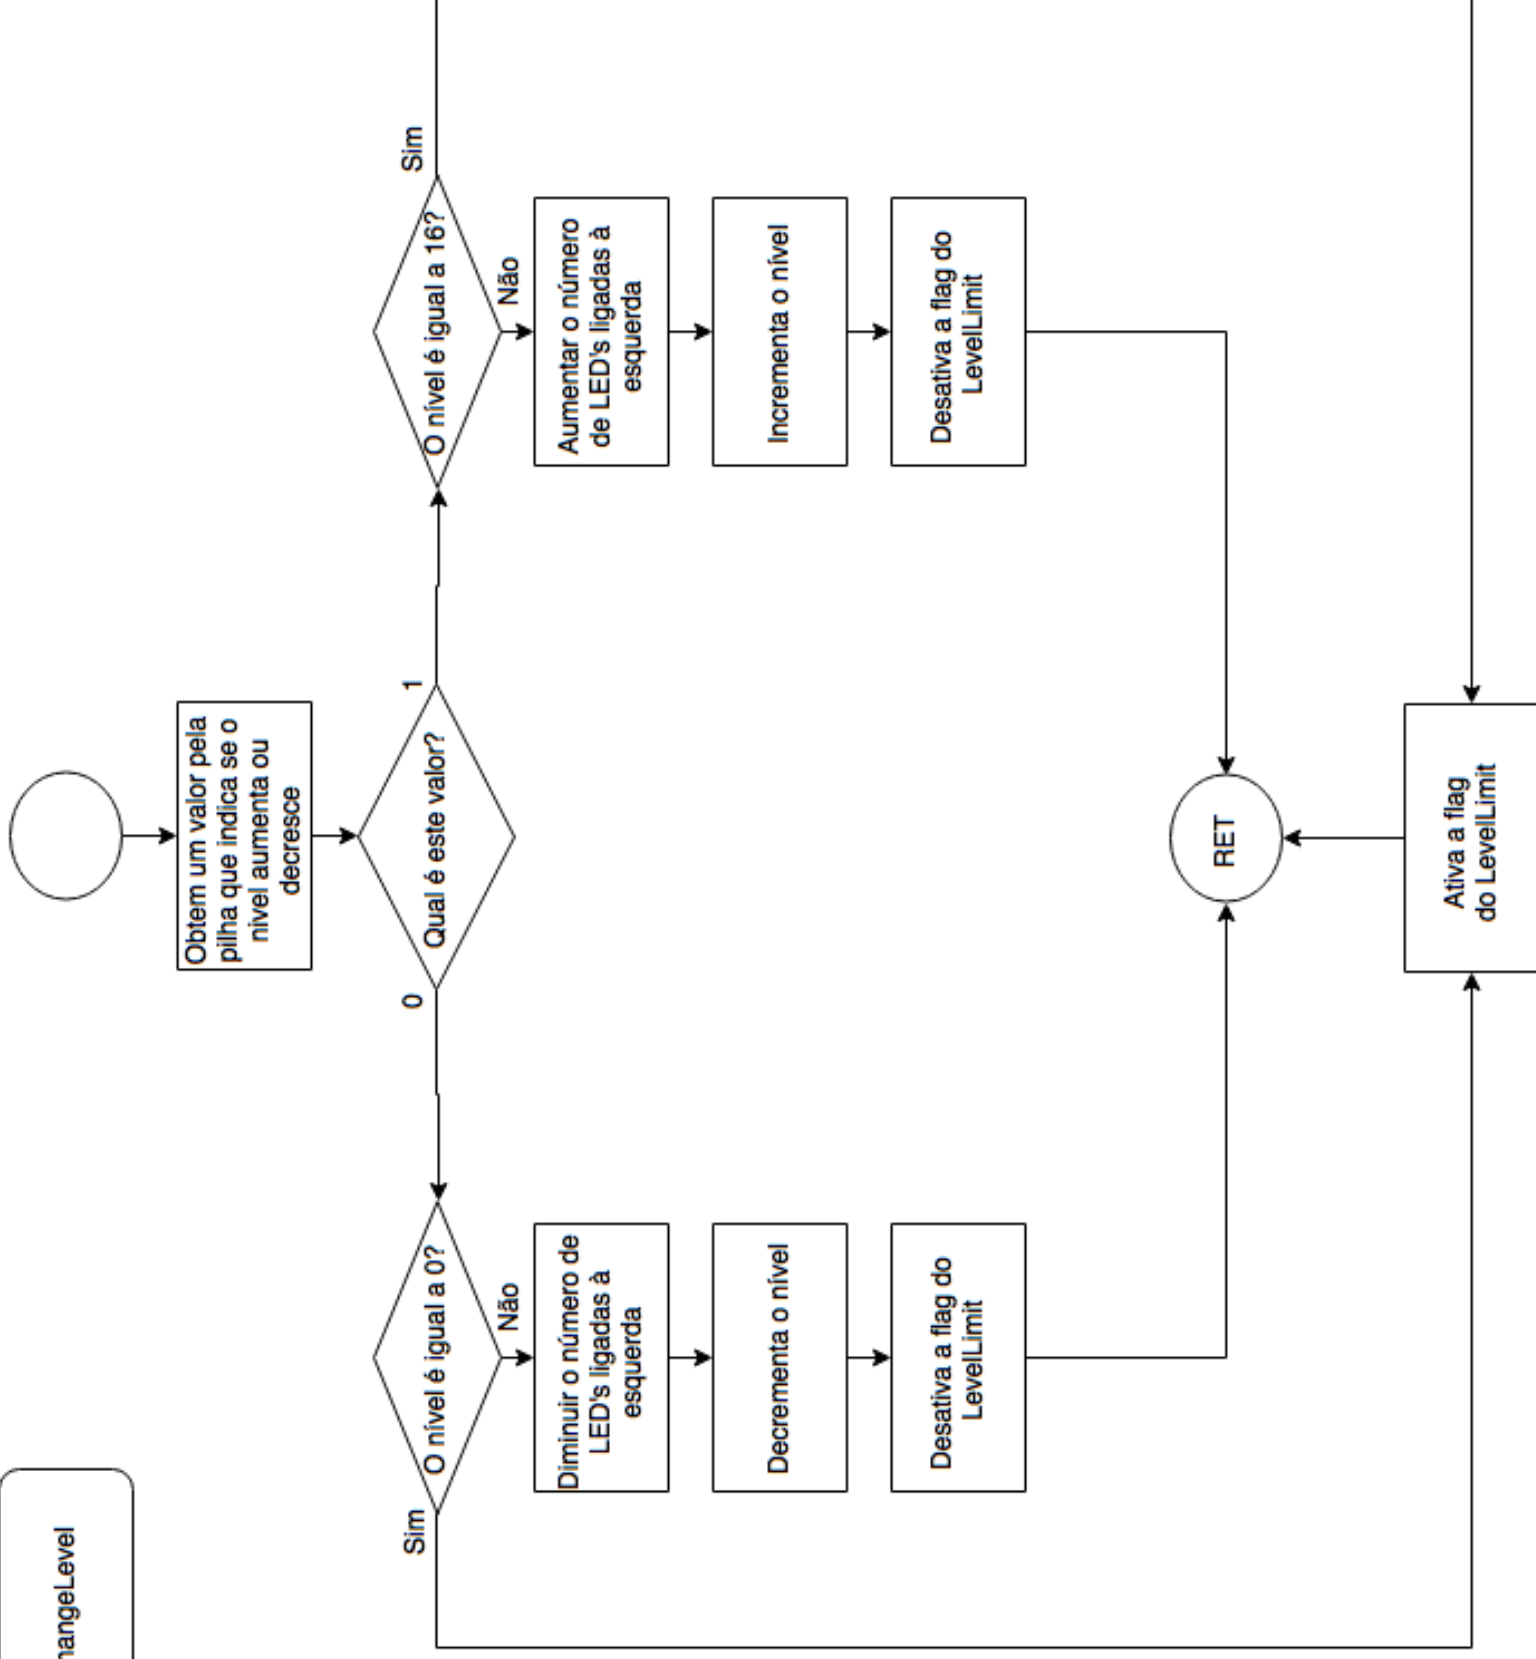 hangeLevel
Obtem um valor pela
pilha que indica se o
nivel aumenta ou
decresce
Qual é este valor?
0
1
O nível é igual a 0?
Sim
Não
Diminuir o número de
LED's ligadas à
esquerda
Decrementa o nível
Desativa a flag do
LevelLimit
O nível é igual a 16?
Sim
Não
Aumentar o número
de LED's ligadas à
esquerda
Incrementa o nível
Desativa a flag do
LevelLimit
RET
Ativa a flag
do LevelLimit